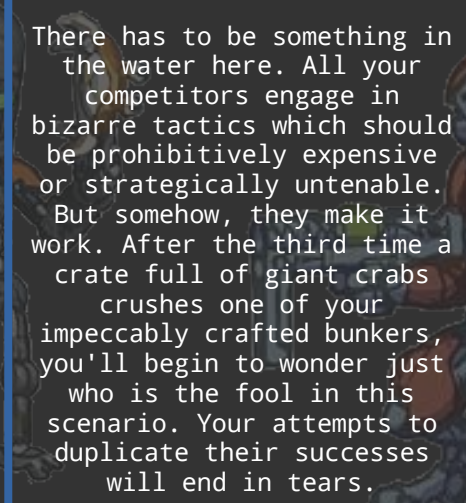 There has to be something in
the water here. All your
competitors engage in
bizarre tactics which should
be prohibitively expensive
or strategically untenable.
But somehow, they make it
work. After the third time a
crate full of giant crabs
crushes one of your
impeccably crafted bunkers,
you'll begin to wonder just
who is the fool in this
scenario. Your attempts to
duplicate their successes
will end in tears.